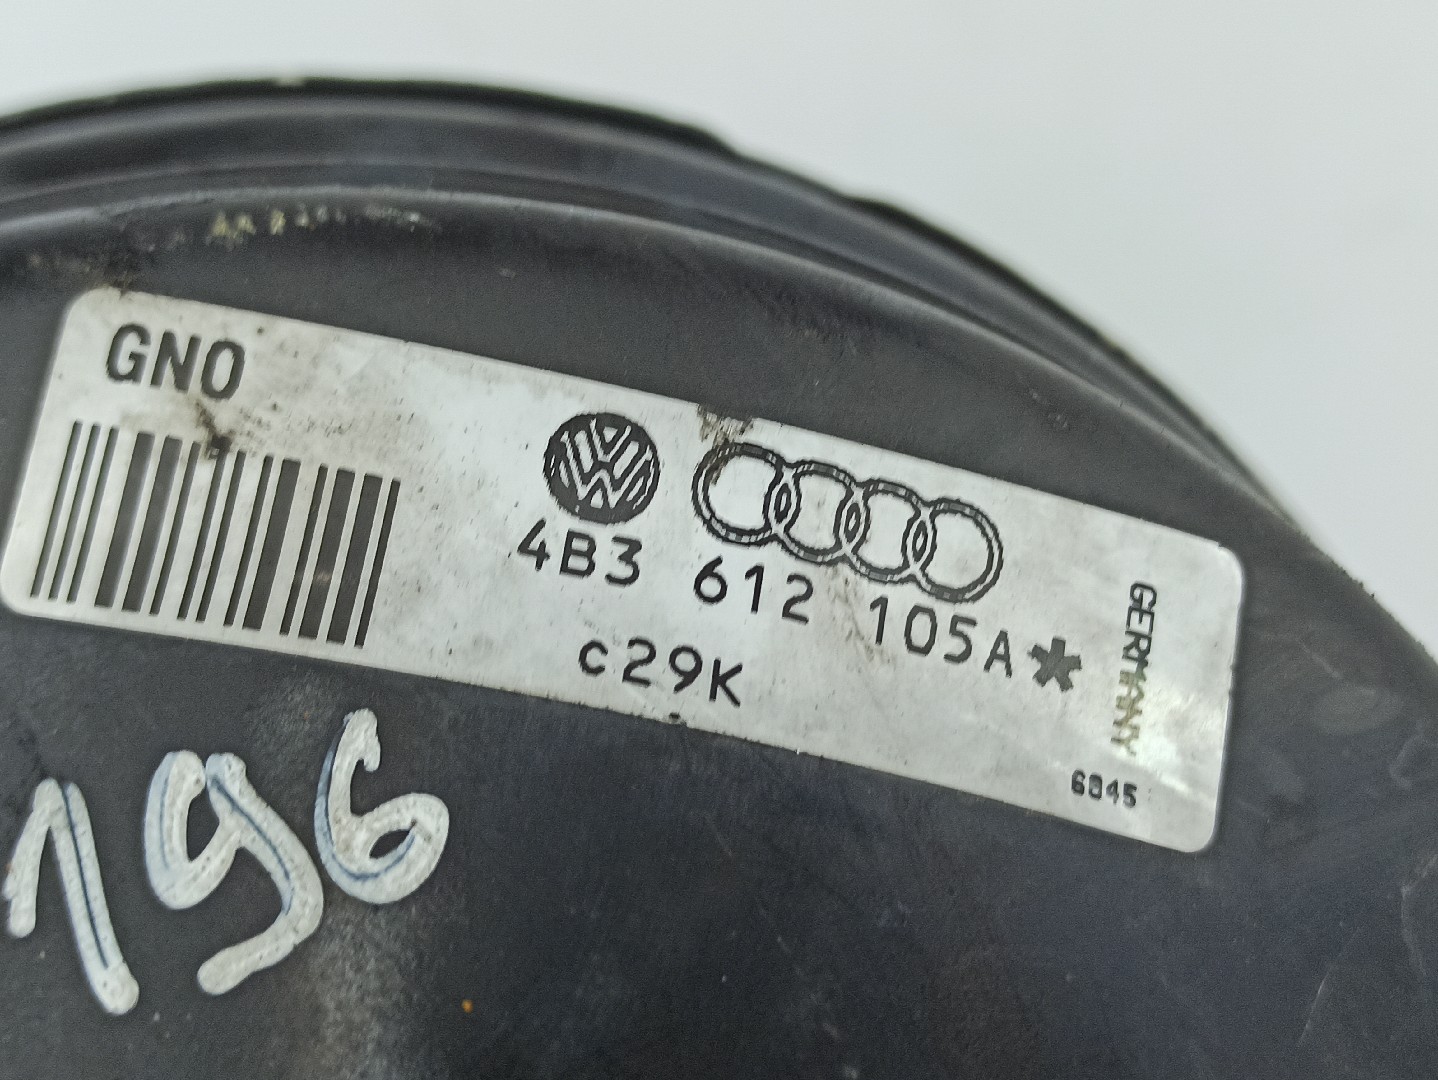 GNO
4B3 612 105A*
c29K
GERMANY
6845
196